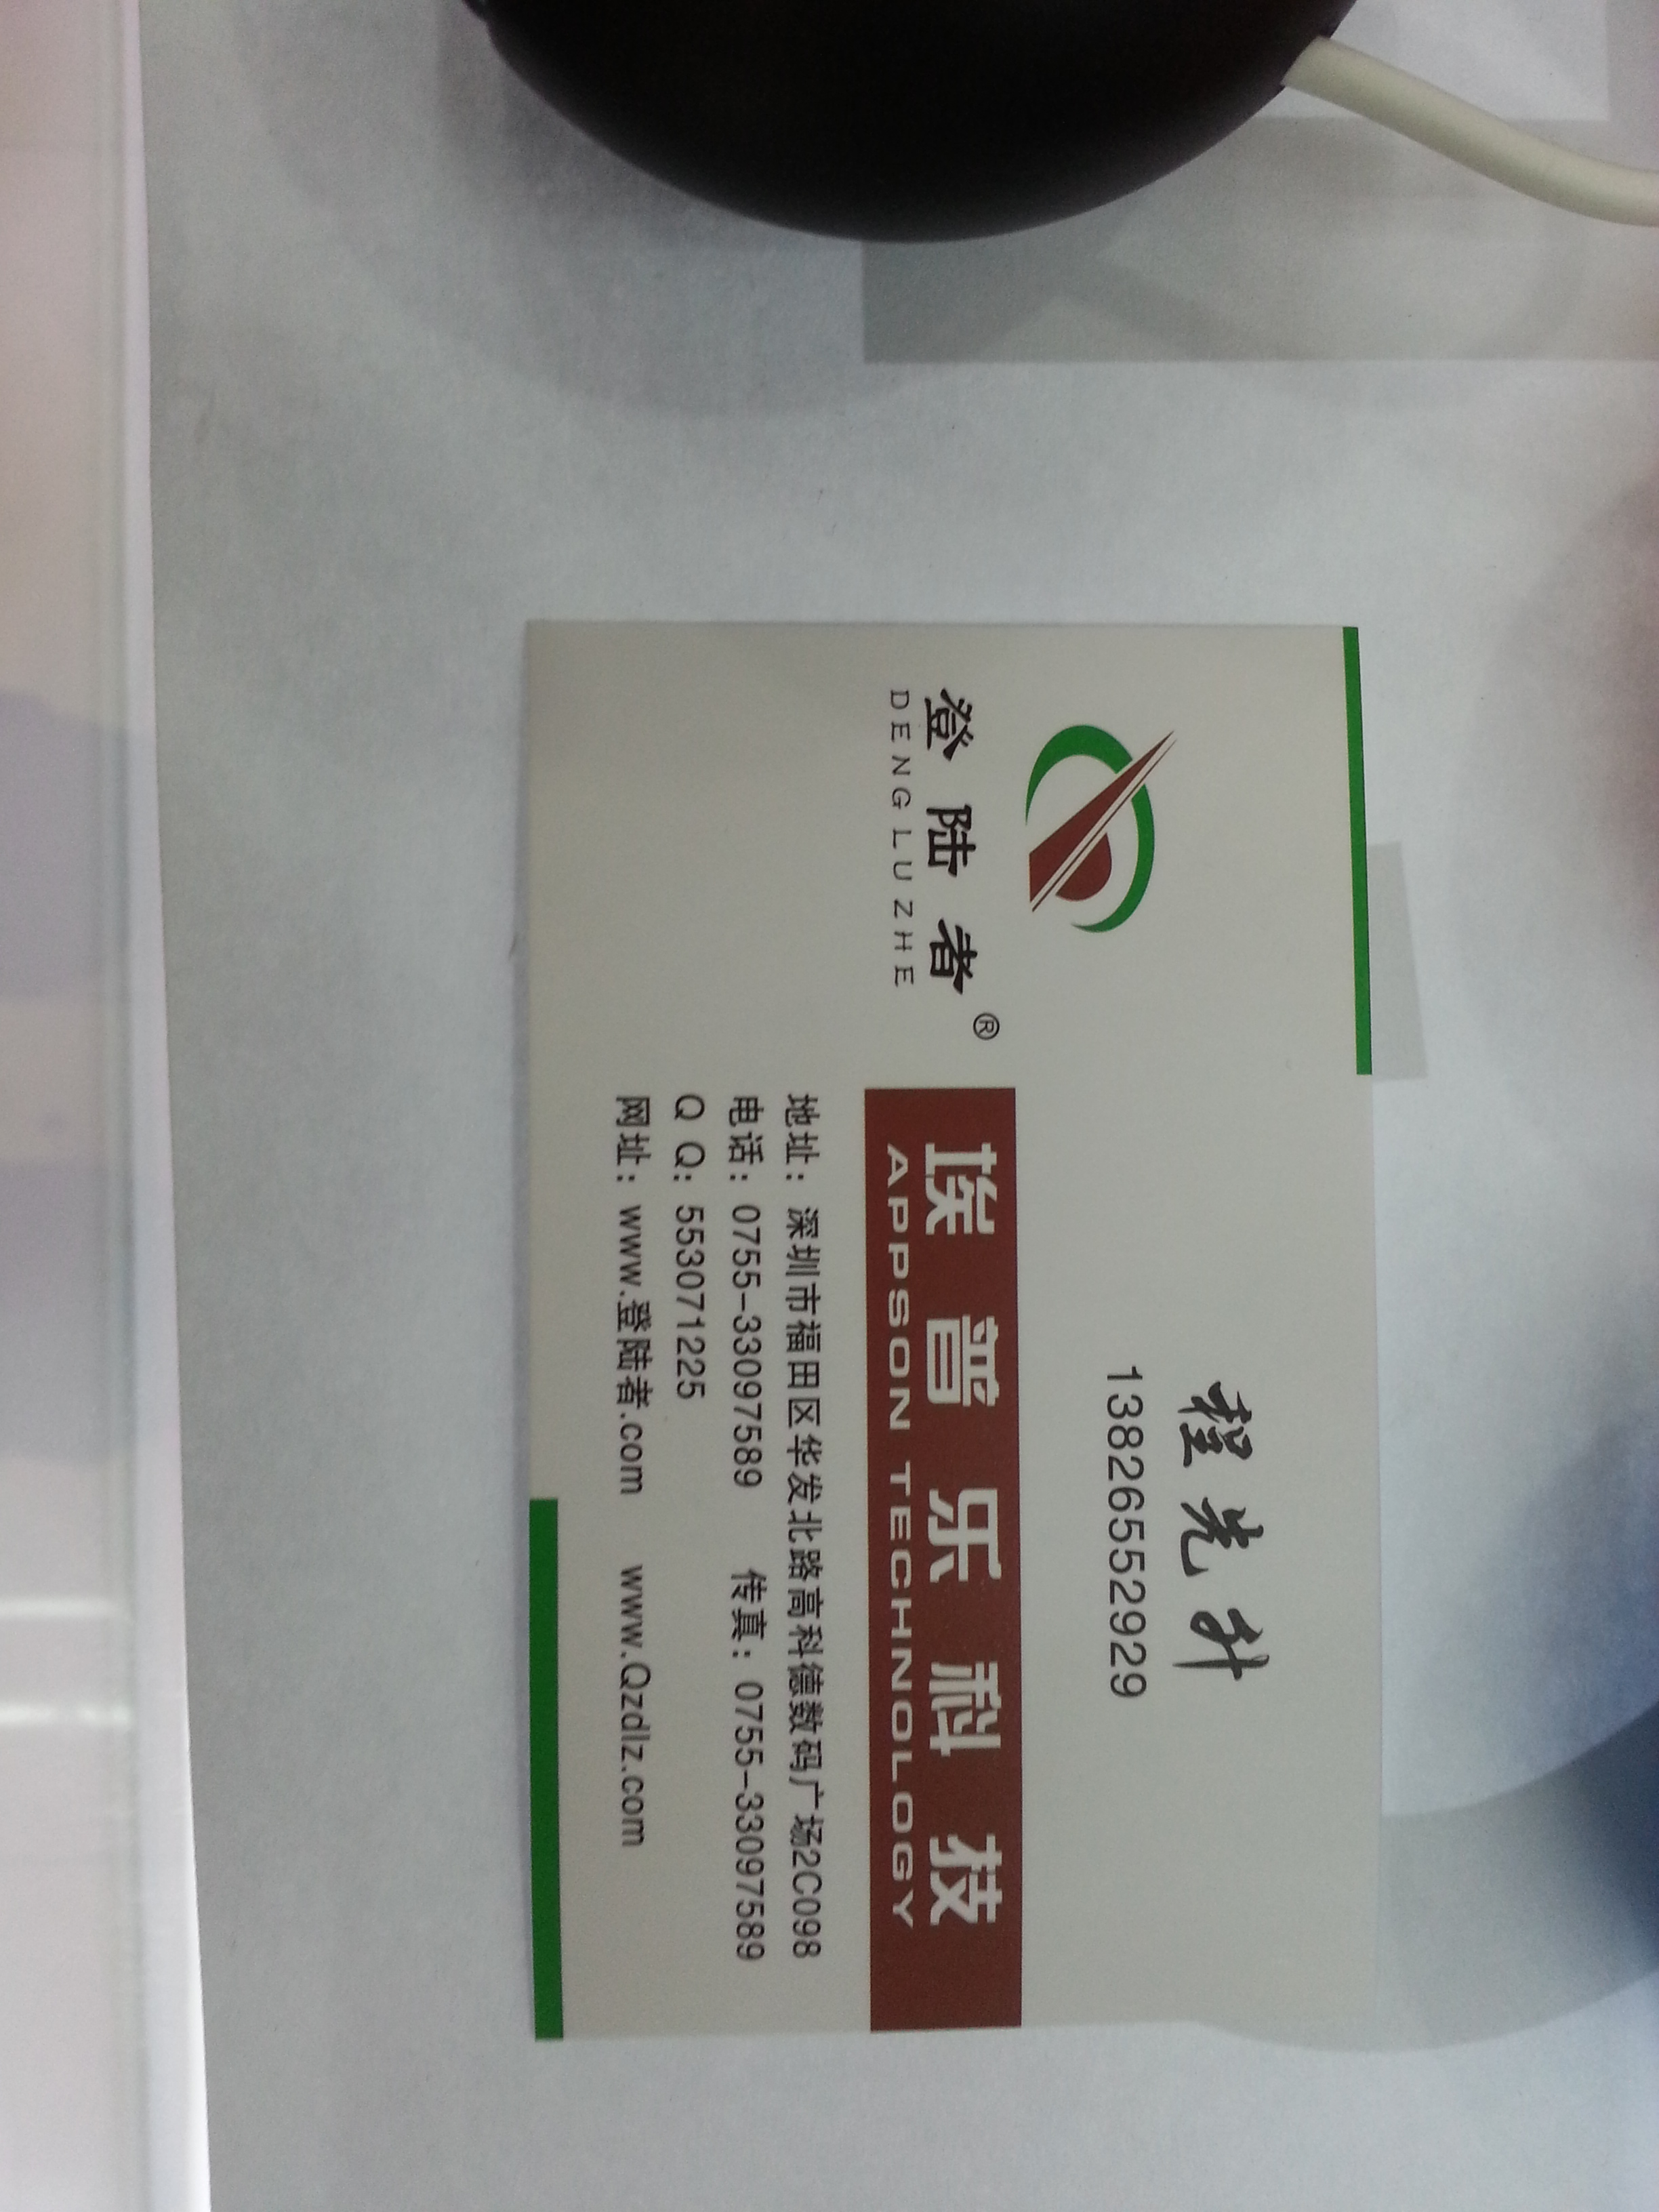 程先升
13826552929
登陆者®
DENGLUZHE
埃普乐科技
APPSON TECHNOLOGY
地址：深圳市福田区华发北路高科德数码广场2C098
电话：0755-33097589 传真：0755-33097589
Q Q：553071225
网址：www.登陆者.com www.Qzdlz.com